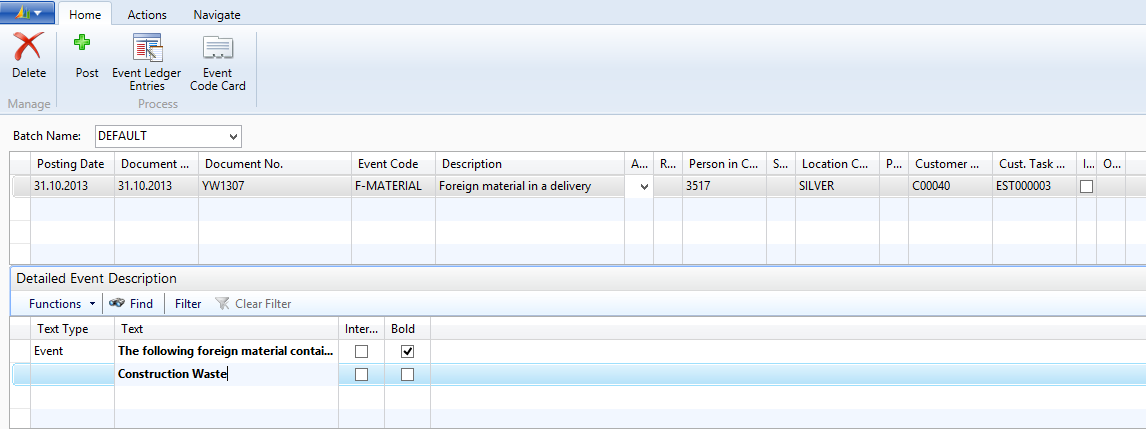 Home Actions Navigate
Delete Post Event Ledger Entries Event Code Card
Manage Process
Batch Name: DEFAULT
Posting Date Document ... Document No. Event Code Description A... R... Person in C... S... Location C... P... Customer ... Cust. Task ... I... O...
31.10.2013 31.10.2013 YW1307 F-MATERIAL Foreign material in a delivery 3517 SILVER C00040 EST000003
Detailed Event Description
Functions Find Filter Clear Filter
Text Type Text Inter... Bold
Event The following foreign material contai...
Construction Waste